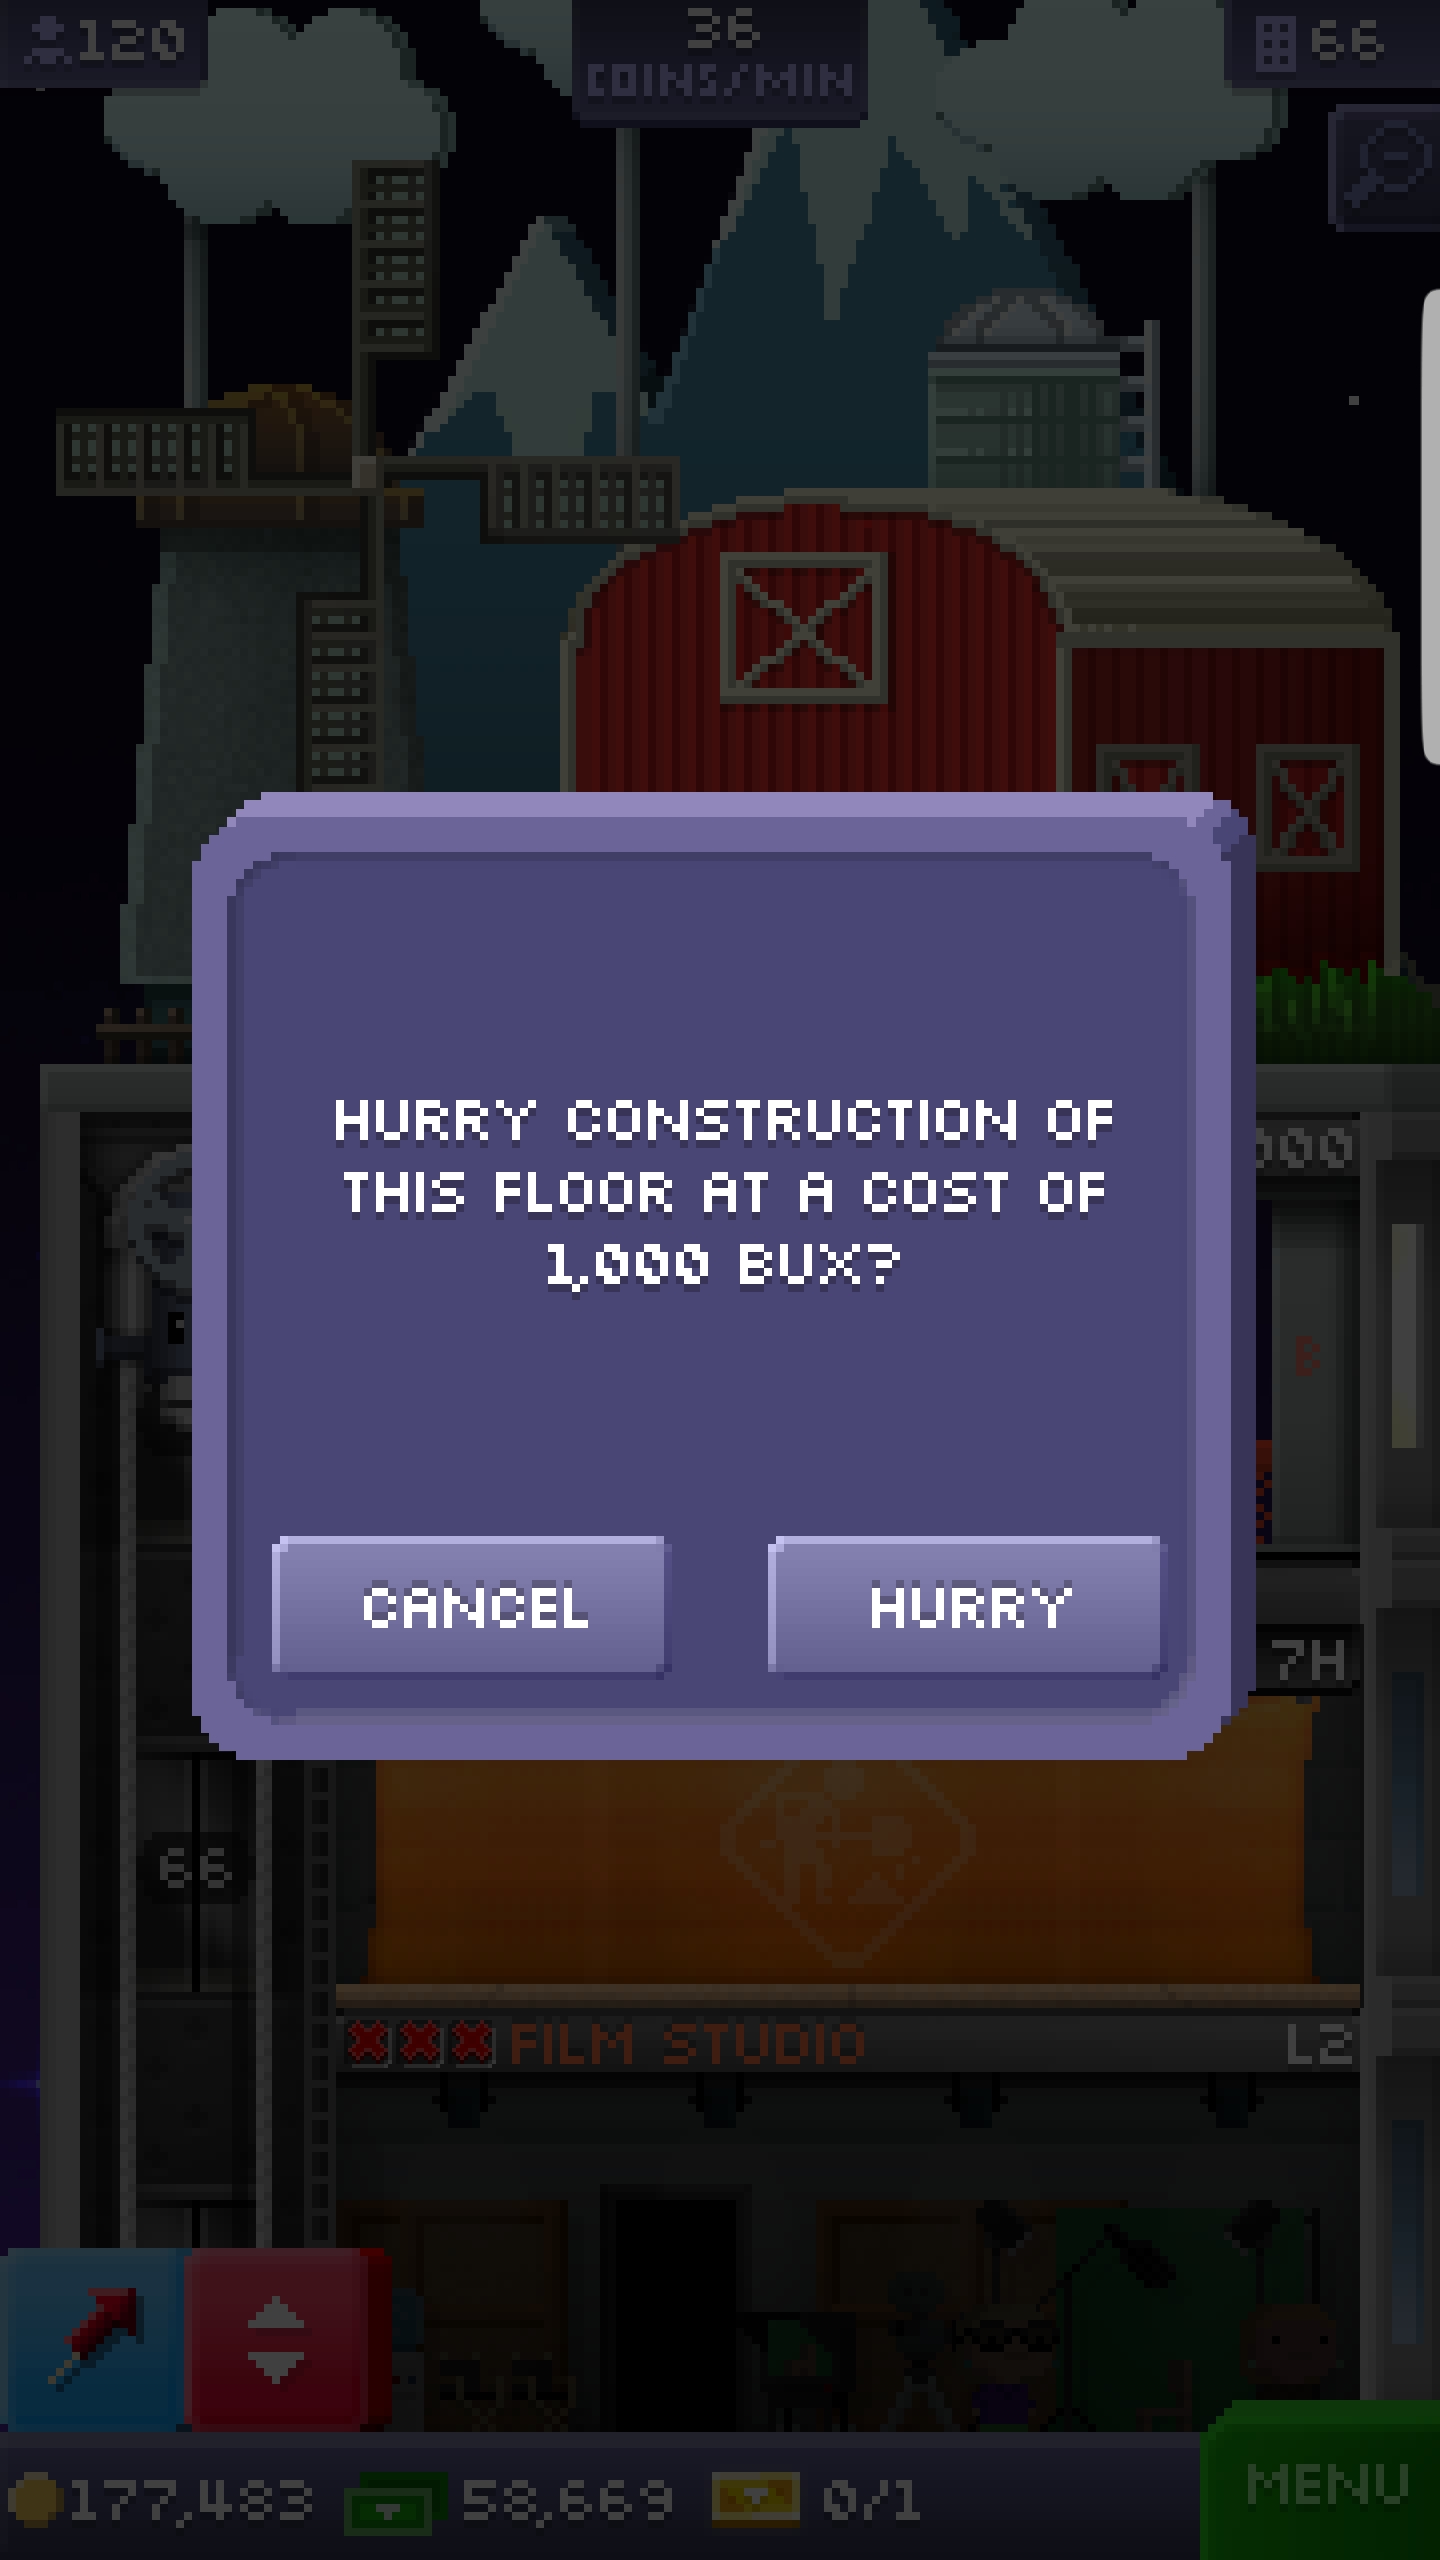 120
36
COINS/MIN
66
000
HURRY CONSTRUCTION OF
THIS FLOOR AT A COST OF
1,000 BUX?
B
CANCEL
HURRY
7H
66
FILM STUDIO
L2
177,483
58,669
0/1
MENU